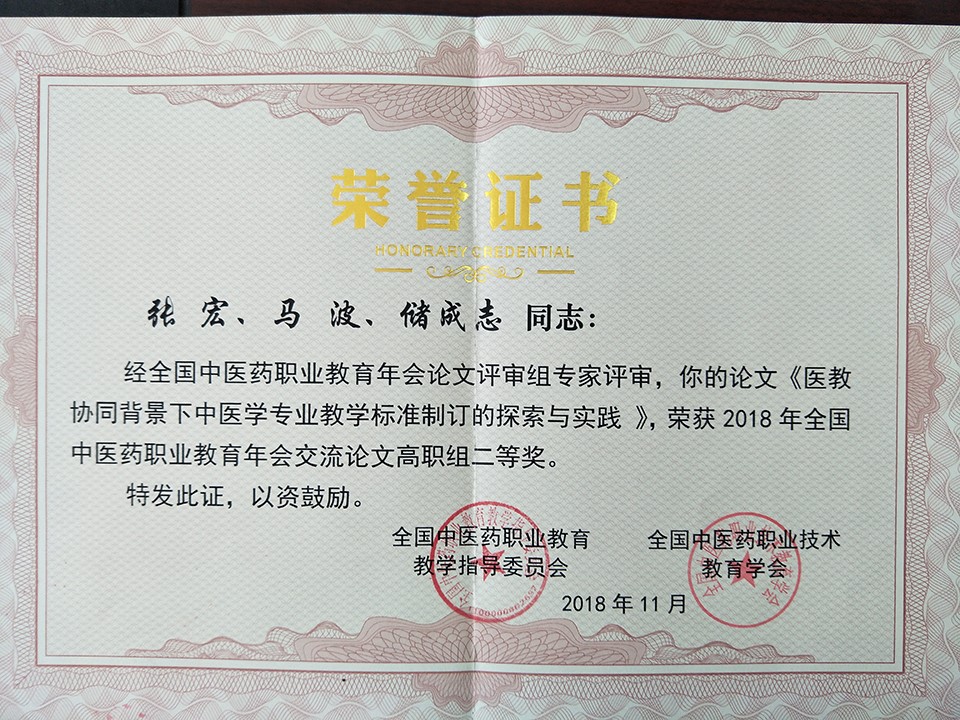 荣誉证书
HONORARY CREDENTIAL
张宏、马波、储成志 同志：
经全国中医药职业教育年会论文评审组专家评审，你的论文《医教
协同背景下中医学专业教学标准制订的探索与实践 》，荣获 2018 年全国
中医药职业教育年会交流论文高职组二等奖。
特发此证，以资鼓励。
全国中医药职业教育 全国中医药职业技术
教学指导委员会 教育学会
2018 年 11 月